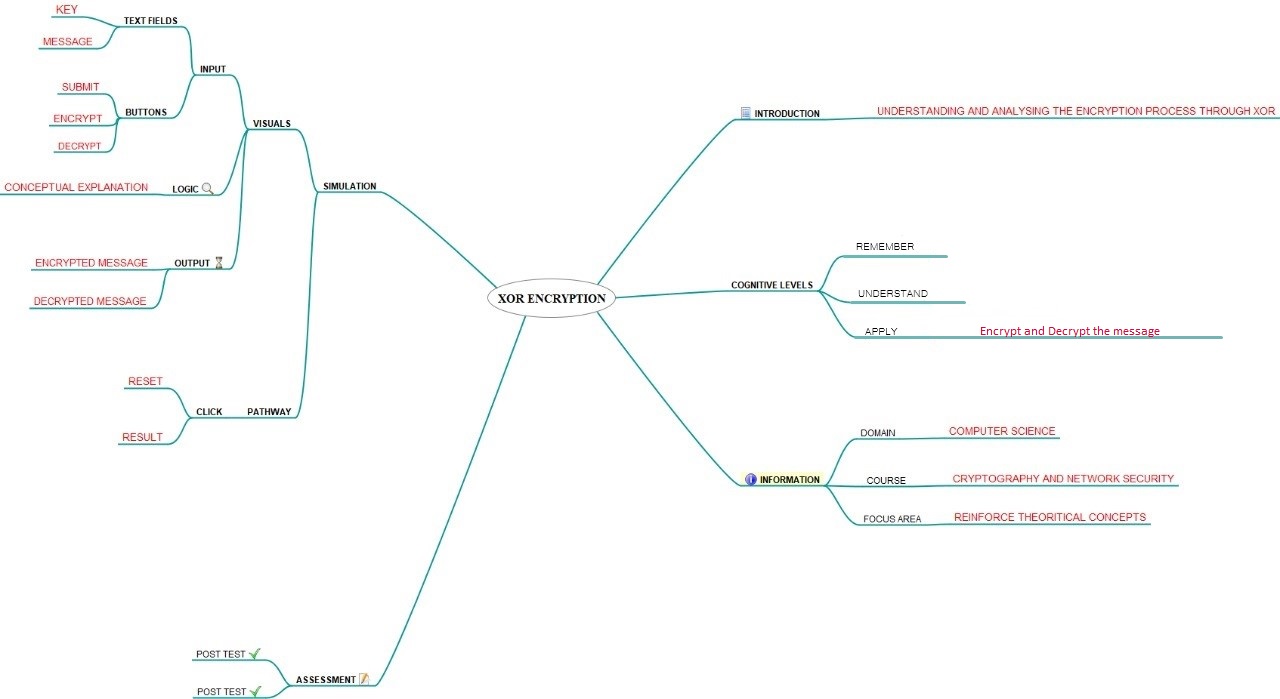 KEY
TEXT FIELDS
MESSAGE
INPUT
SUBMIT
BUTTONS
ENCRYPT
DECRYPT
VISUALS
CONCEPTUAL EXPLANATION
LOGIC
SIMULATION
OUTPUT
ENCRYPTED MESSAGE
DECRYPTED MESSAGE
RESET
CLICK
PATHWAY
RESULT
XOR ENCRYPTION
INTRODUCTION
UNDERSTANDING AND ANALYSING THE ENCRYPTION PROCESS THROUGH XOR
COGNITIVE LEVELS
REMEMBER
UNDERSTAND
APPLY
Encrypt and Decrypt the message
INFORMATION
DOMAIN
COMPUTER SCIENCE
COURSE
CRYPTOGRAPHY AND NETWORK SECURITY
FOCUS AREA
REINFORCE THEORITICAL CONCEPTS
POST TEST
ASSESSMENT
POST TEST